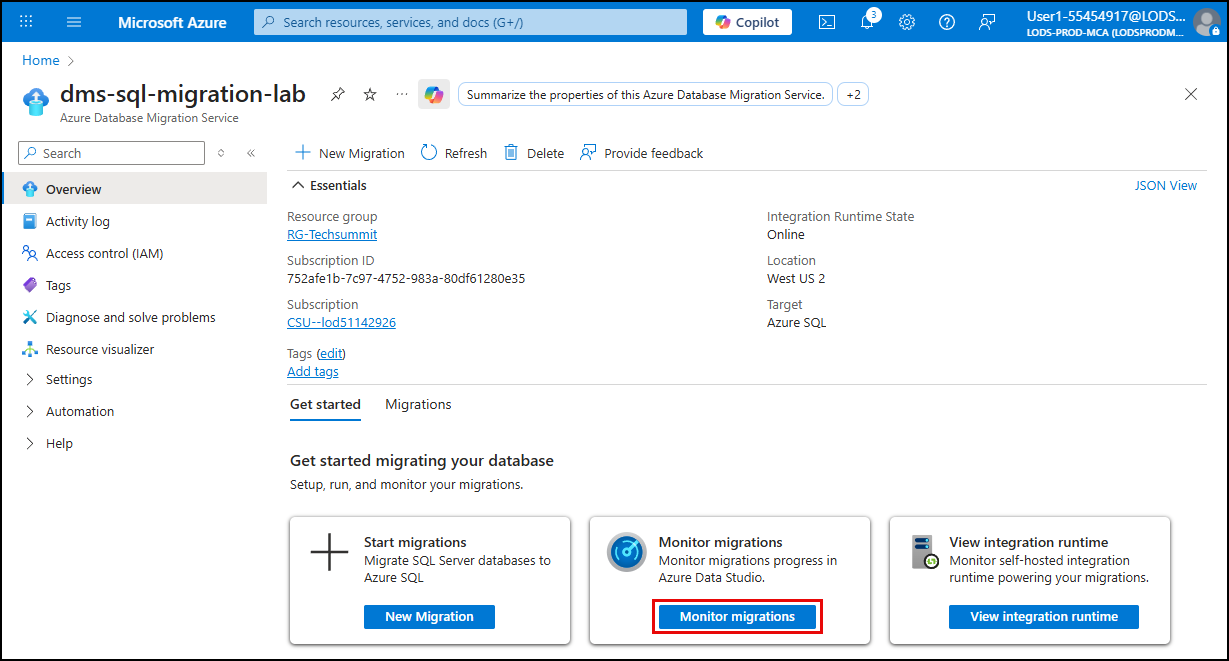 Microsoft Azure
Search resources, services, and docs (G+/)
Copilot
3
User1-55454917@LODS...
LODS-PROD-MCA (LODSPRODM...
Home
dms-sql-migration-lab
...
Summarize the properties of this Azure Database Migration Service.
+2
Azure Database Migration Service
Search
New Migration
Refresh
Delete
Provide feedback
Overview
Activity log
Access control (IAM)
Tags
Diagnose and solve problems
Resource visualizer
Settings
Automation
Help
Essentials
JSON View
Resource group
RG-Techsummit
Subscription ID
752afe1b-7c97-4752-983a-80df61280e35
Subscription
CSU--lod51142926
Integration Runtime State
Online
Location
West US 2
Target
Azure SQL
Tags (edit)
Add tags
Get started
Migrations
Get started migrating your database
Setup, run, and monitor your migrations.
Start migrations
Migrate SQL Server databases to
Azure SQL
New Migration
Monitor migrations
Monitor migrations progress in
Azure Data Studio.
Monitor migrations
View integration runtime
Monitor self-hosted integration
runtime powering your migrations.
View integration runtime